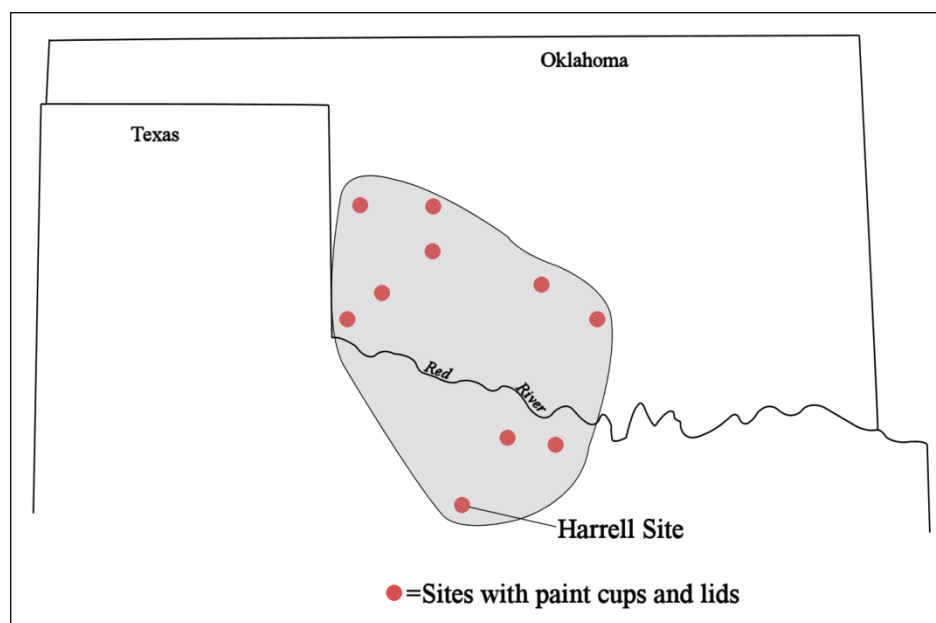 Oklahoma
Texas
Red
River
Harrell Site
=Sites with paint cups and lids